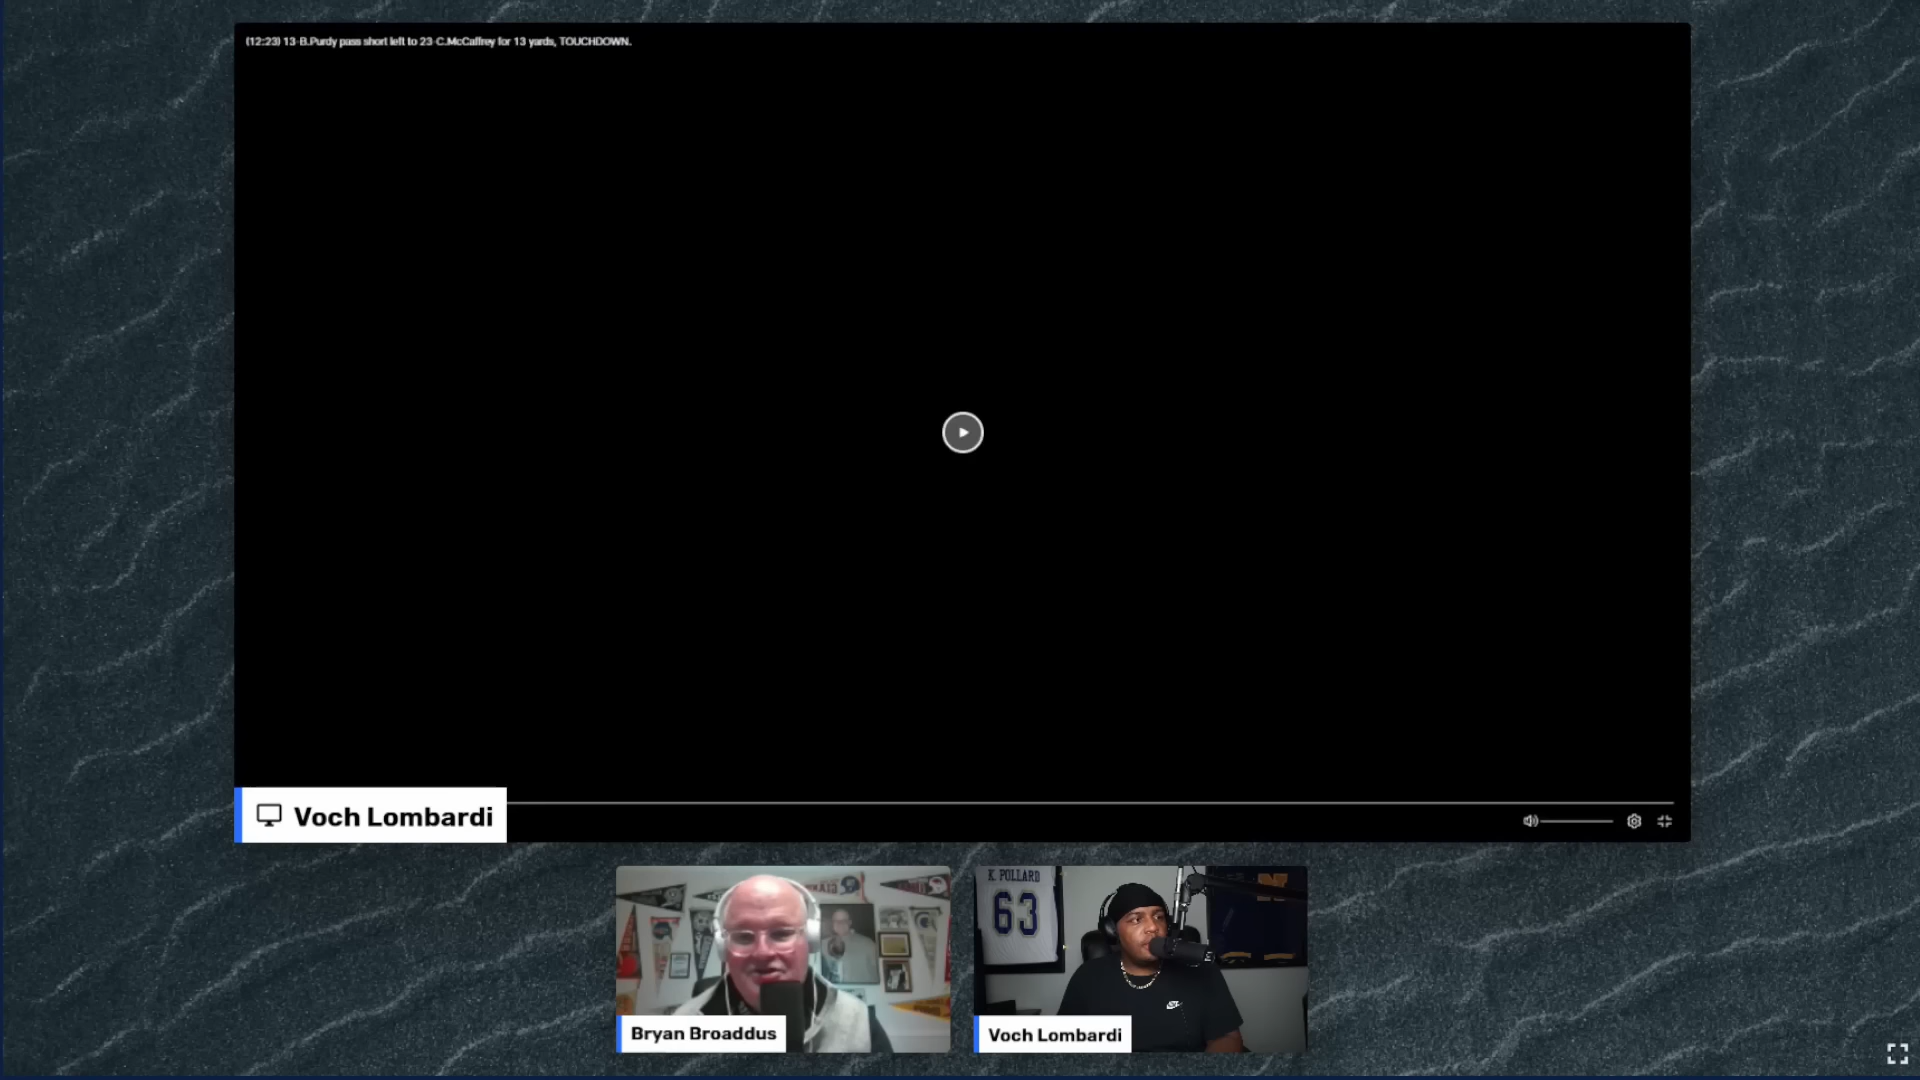 (12:23) 13-B.Purdy pass short left to 23-C.McCaffrey for 13 yards, TOUCHDOWN.
Voch Lombardi
K. POLLARD
63
Bryan Broaddus
Voch Lombardi